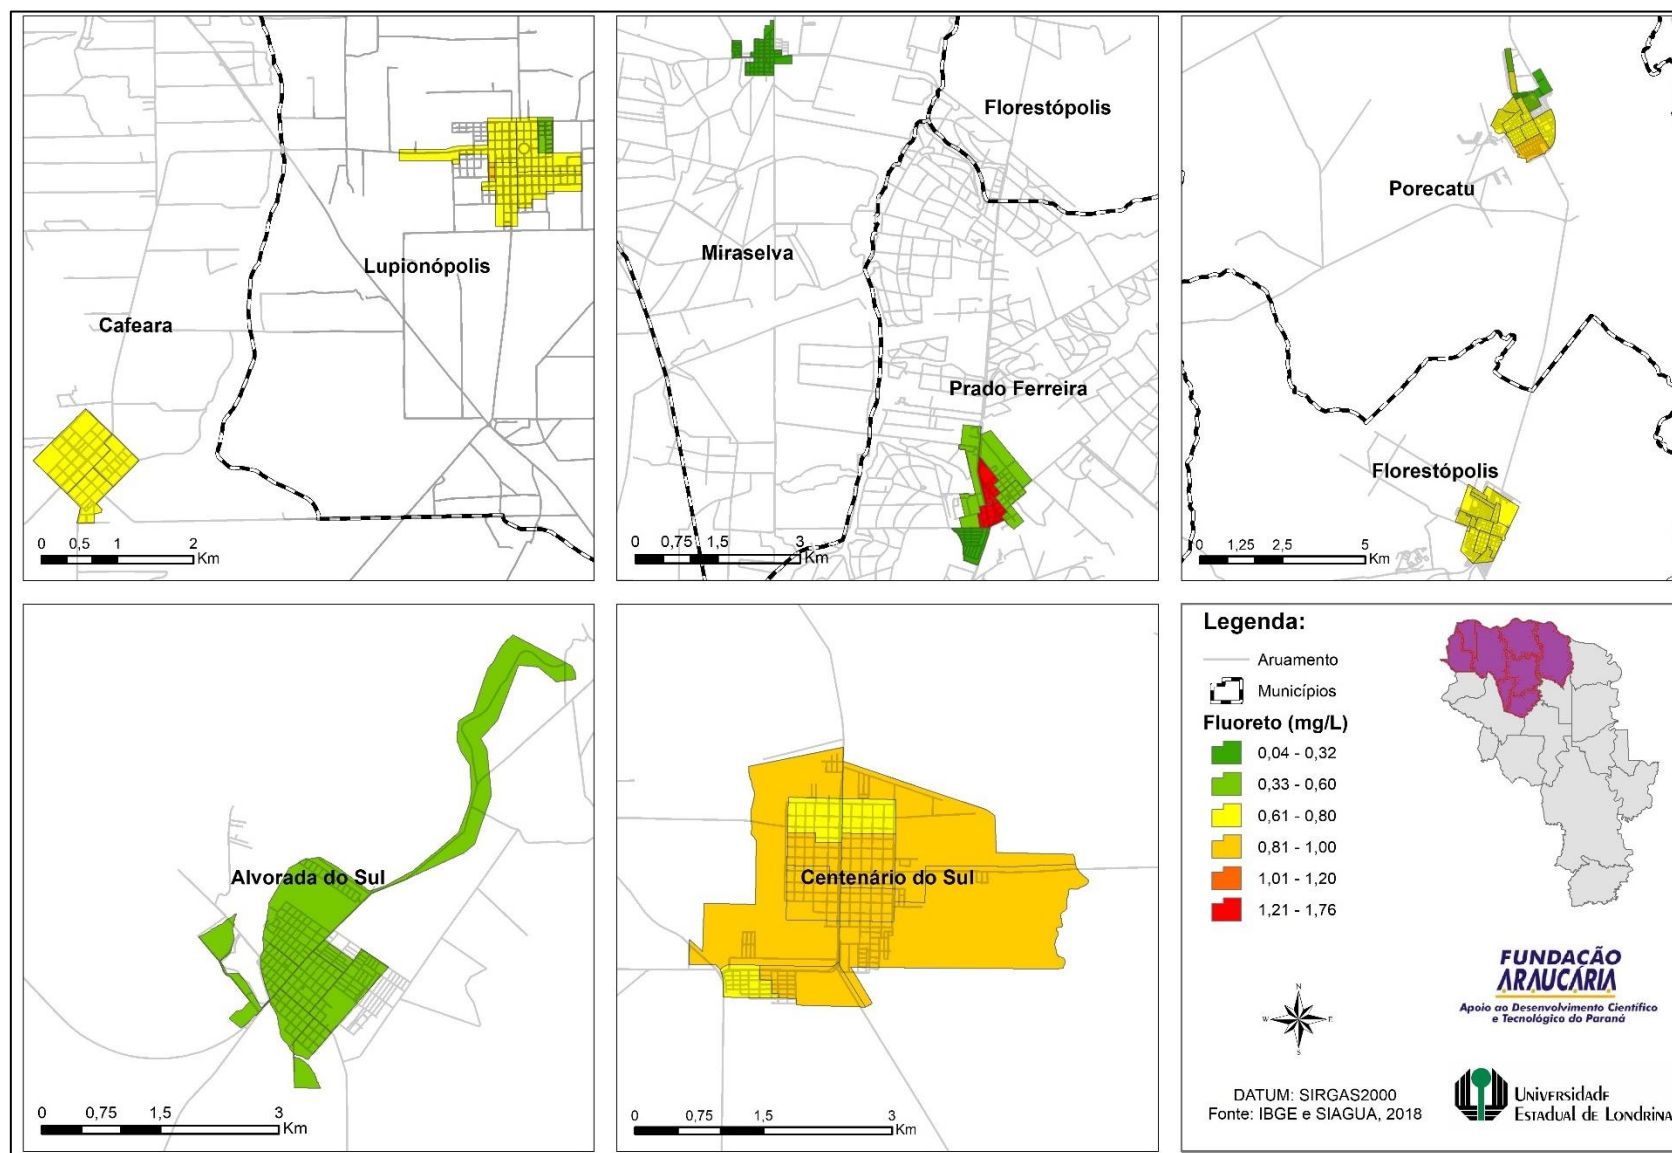 Lupionópolis
Cafeara
0 0,5 1 2
Km
Florestópolis
Miraselva
Prado Ferreira
0 0,75 1,5 3
Km
Porecatu
Florestópolis
0 1,25 2,5 5
Km
Alvorada do Sul
0 0,75 1,5 3
Km
Centenário do Sul
0 0,75 1,5 3
Km
Legenda:
Aruamento
Municípios
Fluoreto (mg/L)
0,04 - 0,32
0,33 - 0,60
0,61 - 0,80
0,81 - 1,00
1,01 - 1,20
1,21 - 1,76
N
W E
S
FUNDAÇÃO
ARAUCÁRIA
Apoio ao Desenvolvimento Científico
e Tecnológico do Paraná
DATUM: SIRGAS2000
Fonte: IBGE e SIAGUA, 2018
Universidade
Estadual de Londrina